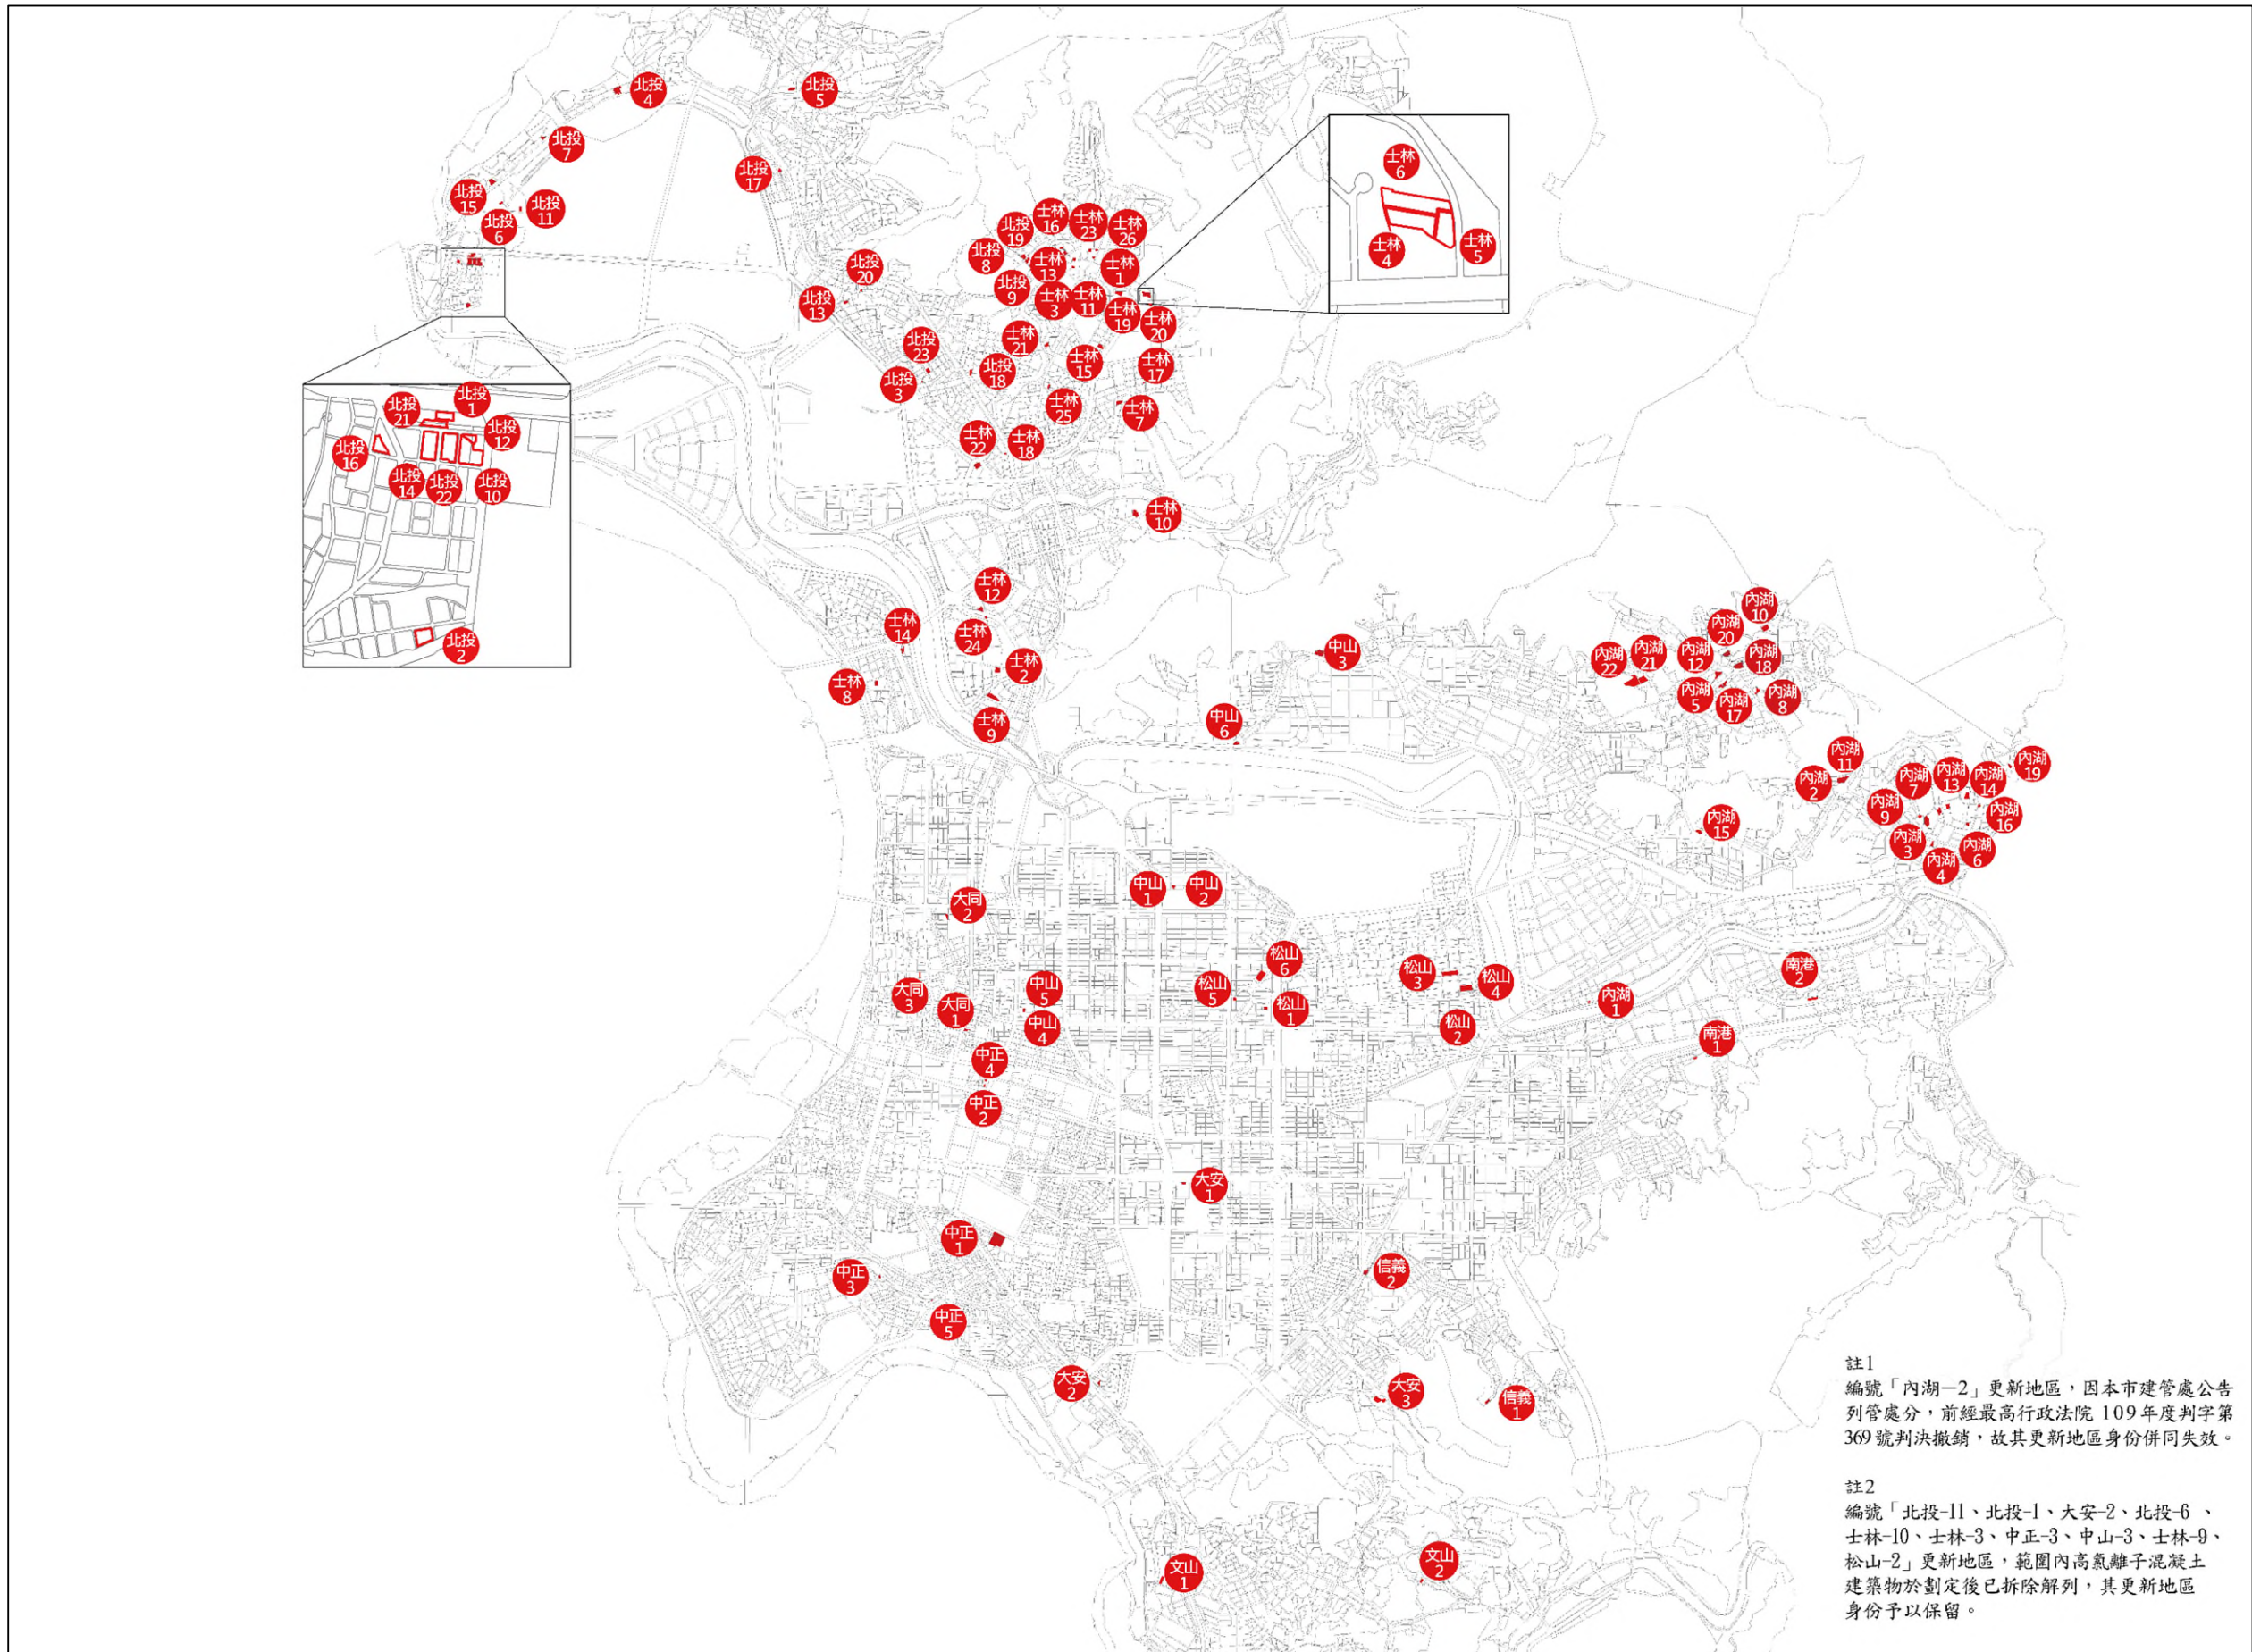 北投
4
北投
5
北投
7
北投
17
北投
15
北投
11
北投
6
士林
6
士林
4
士林
5
北投
19
士林
16
士林
23
士林
26
北投
8
士林
13
士林
1
北投
9
士林
3
士林
11
士林
19
士林
20
北投
20
北投
13
北投
23
士林
21
北投
18
士林
15
士林
17
北投
3
士林
25
士林
7
士林
22
士林
18
北投
1
北投
21
北投
12
北投
16
北投
14
北投
22
北投
10
北投
2
士林
10
士林
12
士林
14
士林
24
士林
2
士林
8
士林
9
中山
3
中山
6
內湖
10
內湖
20
內湖
22
內湖
21
內湖
12
內湖
18
內湖
5
內湖
17
內湖
8
內湖
11
內湖
2
內湖
19
內湖
7
內湖
13
內湖
14
內湖
9
內湖
16
內湖
15
內湖
3
內湖
4
內湖
6
中山
1
中山
2
大同
2
松山
6
松山
3
松山
4
松山
5
松山
1
松山
2
大同
3
大同
1
中山
5
中山
4
內湖
1
南港
2
南港
1
中正
4
中正
2
大安
1
中正
1
中正
3
中正
5
信義
2
大安
2
大安
3
信義
1
文山
1
文山
2
註1
編號「內湖－2」更新地區，因本市建管處公告
列管處分，前經最高行政法院 109年度判字第
369號判決撤銷，故其更新地區身份併同失效。
註2
編號「北投-11、北投-1、大安-2、北投-6 、
士林-10、士林-3、中正-3、中山-3、士林-9、
松山-2」更新地區，範圍內高氯離子混凝土
建築物於劃定後已拆除解列，其更新地區
身份予以保留。